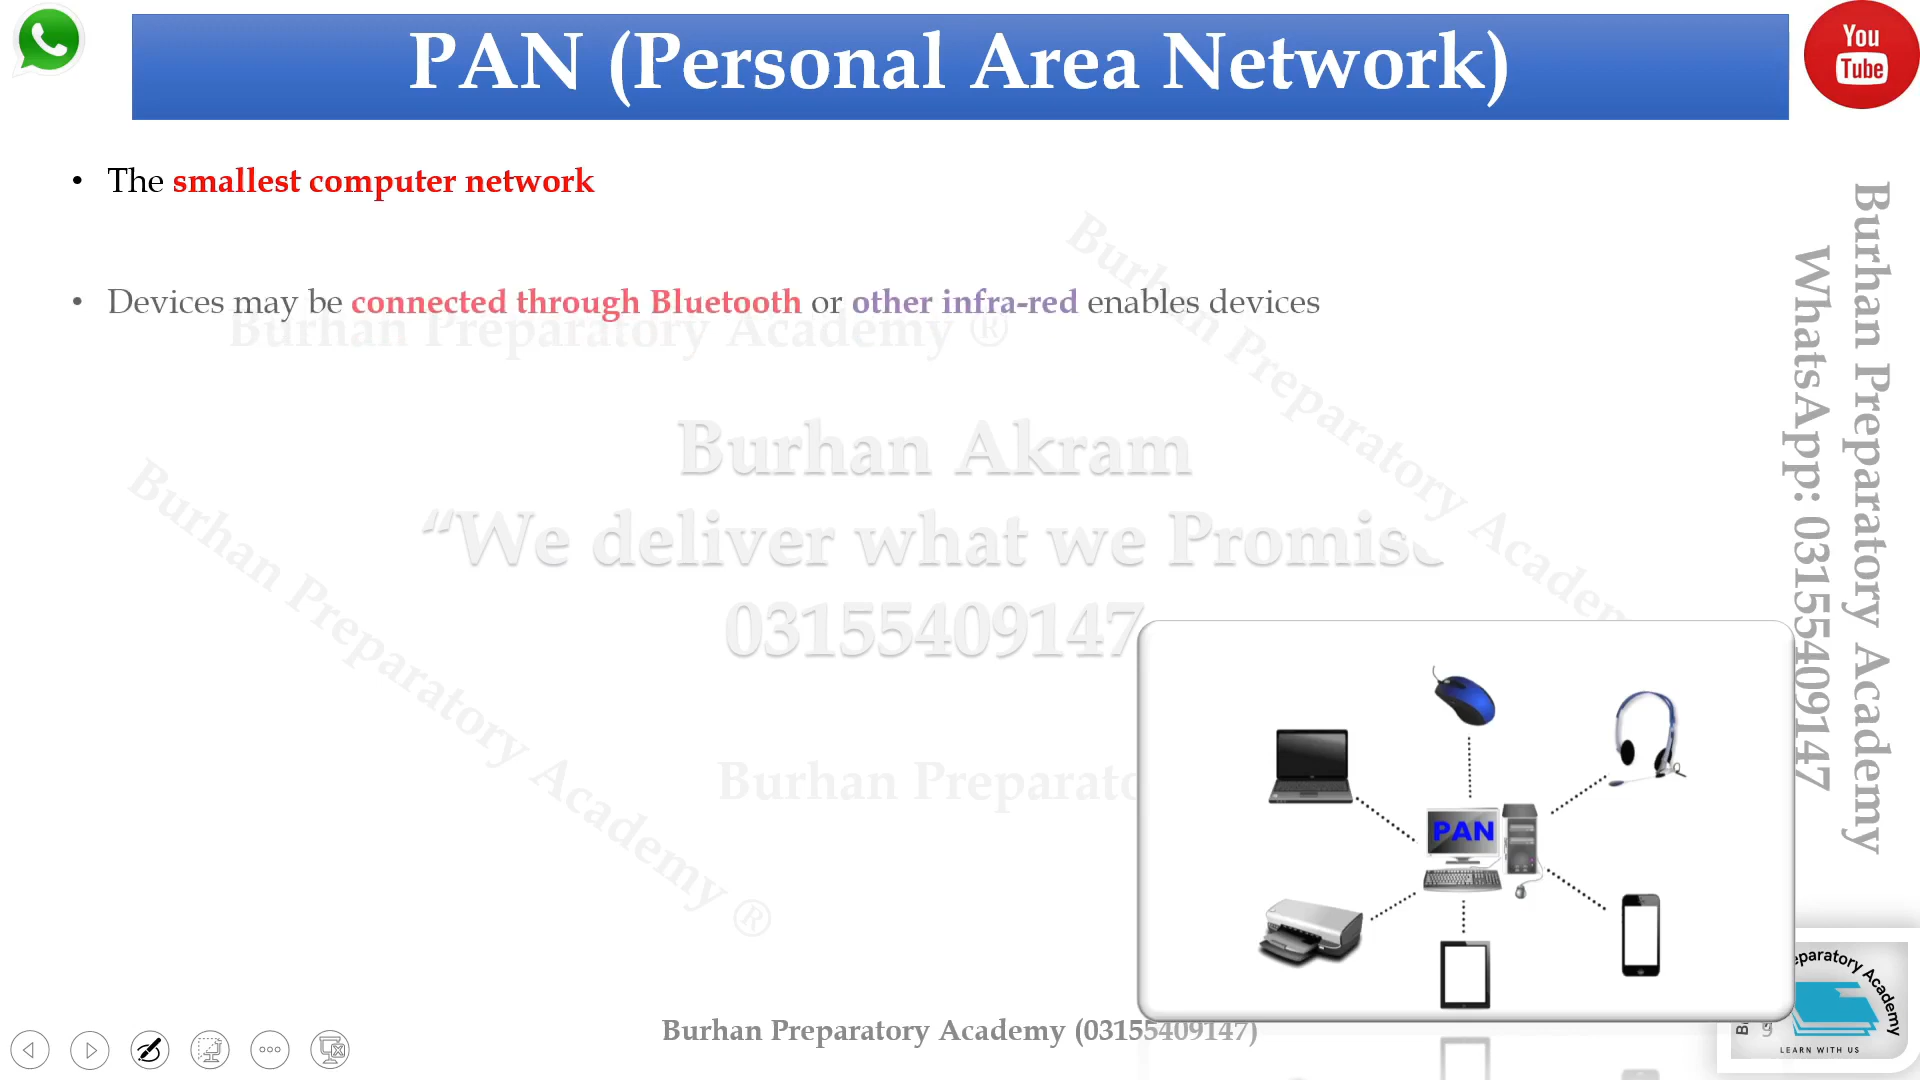 PAN (Personal Area Network)
You
Tube
• The smallest computer network
• Devices may be connected through Bluetooth or other infra-red enables devices
Burhan Preparatory Academy ®
Burhan Preparatory
Burhan Akram
“We deliver what we Promise
03155409147
Burhan Preparatory Academy ®
Burhan
PAN
Burhan Preparatory Academy
WhatsApp: 03155409147
Academy
LEARN WITH US
9
Burhan Preparatory Academy (03155409147)